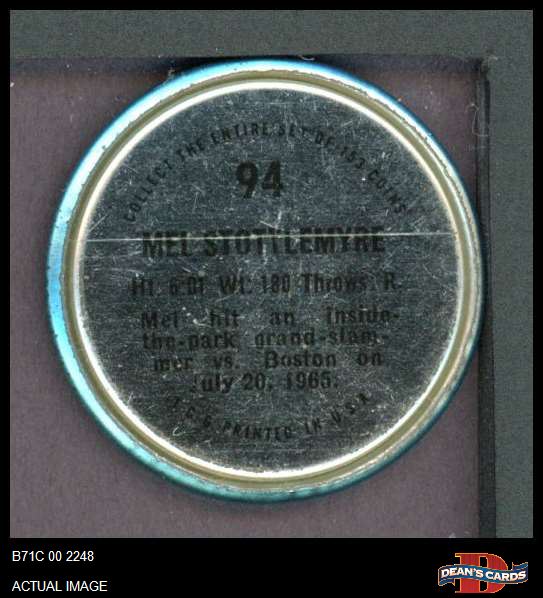 COLLECT THE ENTIRE SET OF 153 COINS
94
MEL STOTTLEMYRE
Ht. 6'01 Wt. 180 Throws: R
Mel hit an inside-
the-park grand-slam-
mer vs. Boston on
July 20, 1965.
T.C.G. PRINTED IN U.S.A.
B71C 00 2248
ACTUAL IMAGE
DEAN'S CARDS